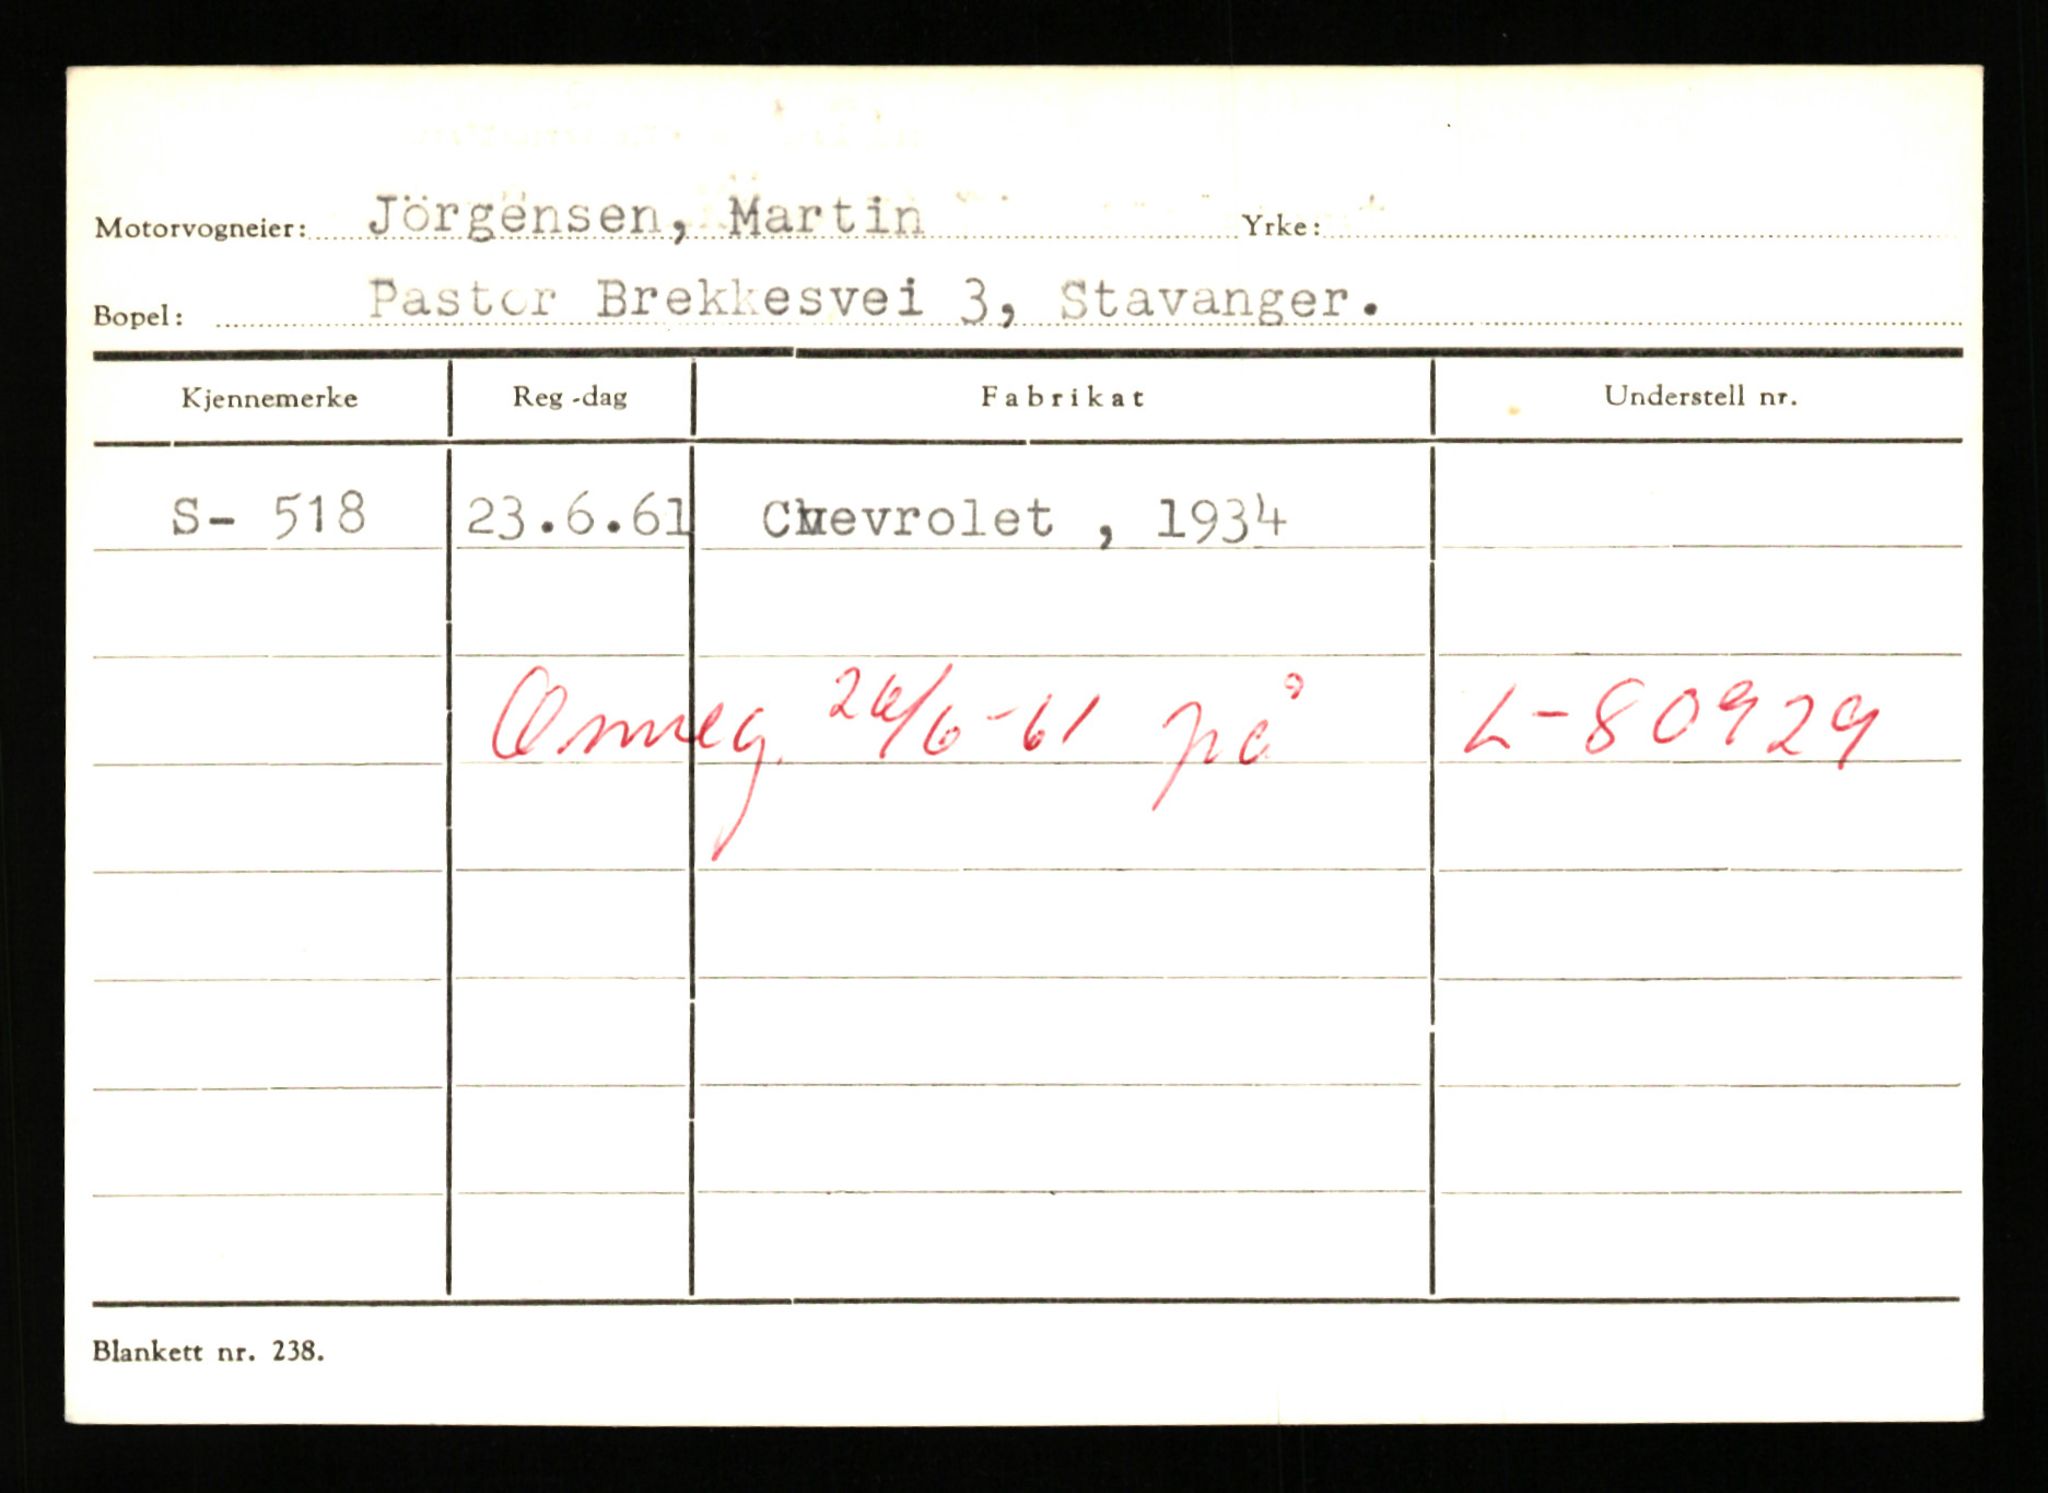 Motorvogneier: Jörgensen, Martin Yrke:
Bopel: Pastor Brekkesvei 3, Stavanger.
Kjennemerke Reg-dag Fabrikat Understell nr.
S- 518 23.6.61 Chevrolet , 1934
Omreg. 26/6-61 på L-80929
Blankett nr. 238.